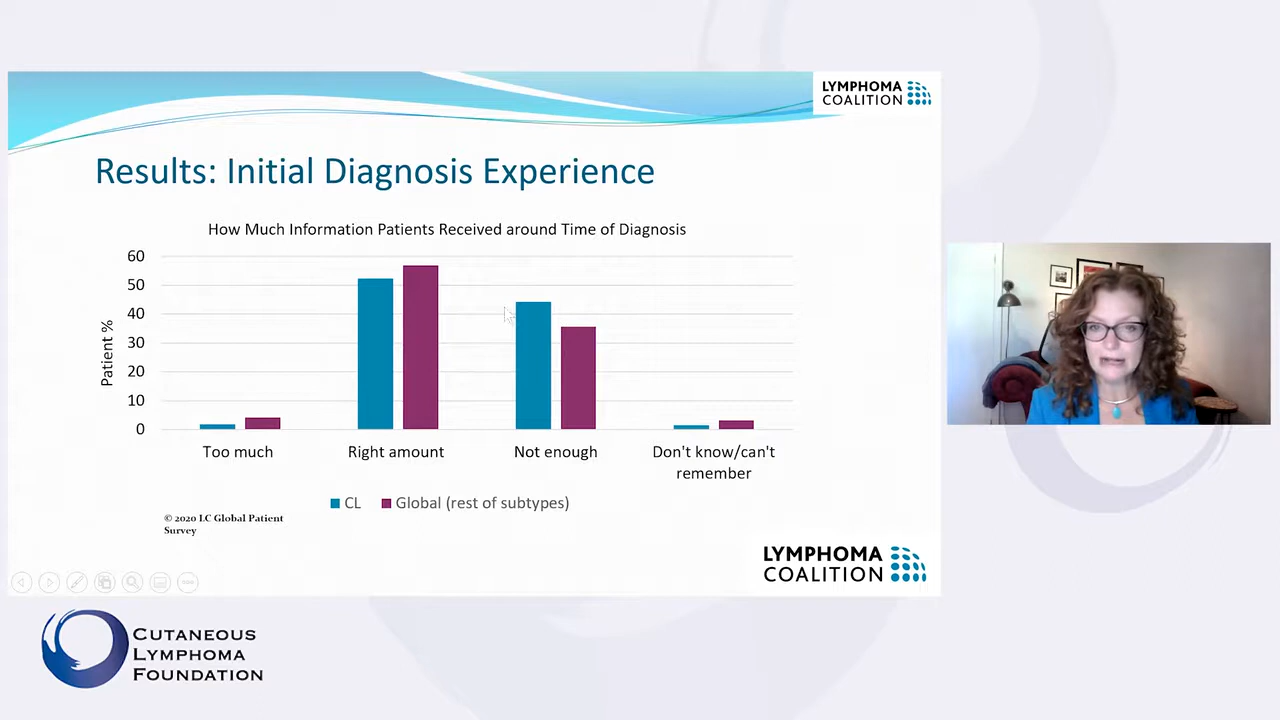 LYMPHOMA
COALITION
Results: Initial Diagnosis Experience
How Much Information Patients Received around Time of Diagnosis
60
50
40
30
20
10
0
Patient %
Too much
Right amount
Not enough
Don't know/can't
remember
CL
Global (rest of subtypes)
© 2020 LC Global Patient
Survey
LYMPHOMA
COALITION
CUTANEOUS
LYMPHOMA
FOUNDATION